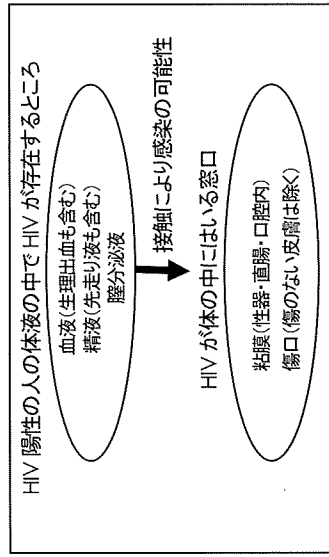 HIV 陽性の人の体液の中で HIV が存在するところ
血液(生理出血も含む)
精液(先走り液も含む)
膣分泌液
接触により感染の可能性
HIV が体の中にはいる窓口
粘膜(性器・直腸・口腔内)
傷口(傷のない皮膚は除く)